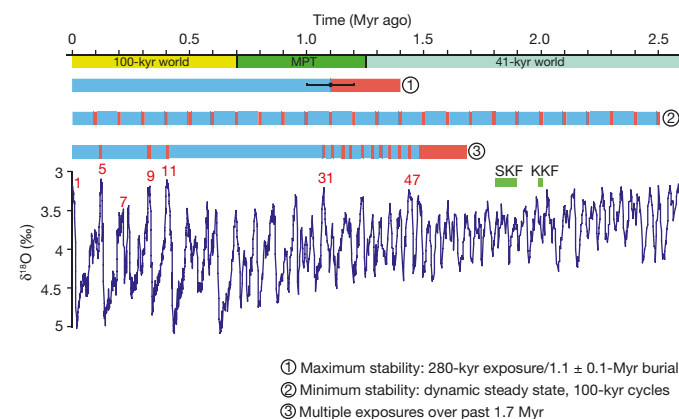 Time (Myr ago)
0 0.5 1.0 1.5 2.0 2.5
100-kyr world MPT 41-kyr world
①
②
③
3 5 9 11 31 47 SKF KKF
1 7
3.5
4
4.5
5
δ¹⁸O (‰)
① Maximum stability: 280-kyr exposure/1.1 ± 0.1-Myr burial
② Minimum stability: dynamic steady state, 100-kyr cycles
③ Multiple exposures over past 1.7 Myr